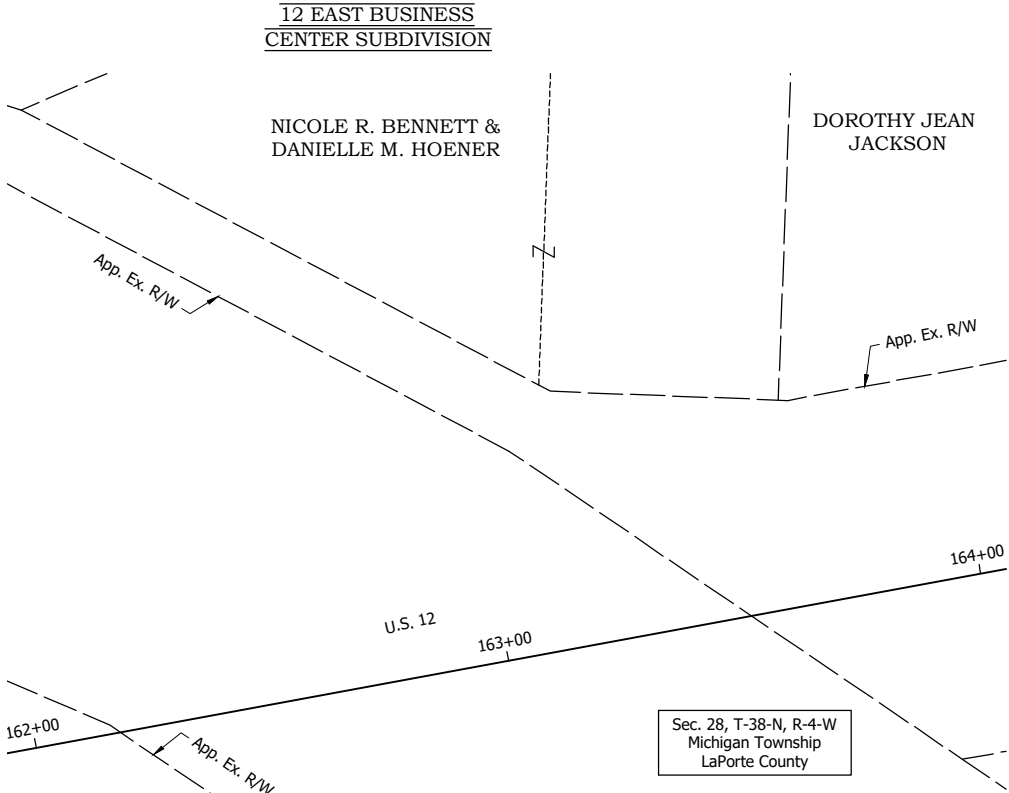 12 EAST BUSINESS
CENTER SUBDIVISION
NICOLE R. BENNETT &
DANIELLE M. HOENER
DOROTHY JEAN
JACKSON
App. Ex. R/W
App. Ex. R/W
164+00
U.S. 12
163+00
162+00
App. Ex. R/W
Sec. 28, T-38-N, R-4-W
Michigan Township
LaPorte County